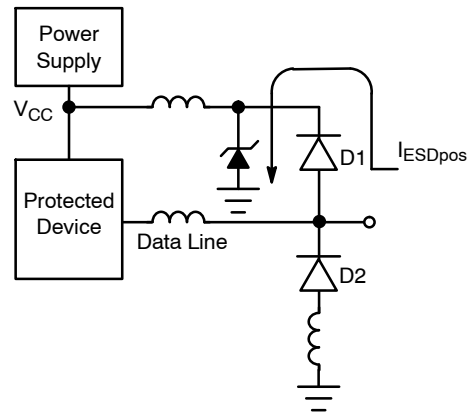 Power
Supply
VCC
D1
IESDpos
Protected
Device
Data Line
D2